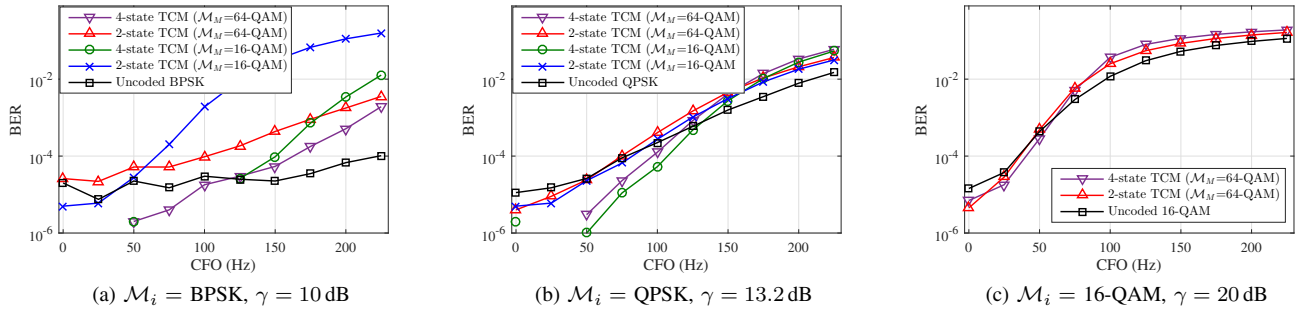 4-state TCM (M_M=64-QAM)
2-state TCM (M_M=64-QAM)
4-state TCM (M_M=16-QAM)
2-state TCM (M_M=16-QAM)
Uncoded BPSK
BER
10^-2
10^-4
10^-6
0 50 100 150 200
CFO (Hz)
(a) M_i = BPSK, γ = 10 dB
4-state TCM (M_M=64-QAM)
2-state TCM (M_M=64-QAM)
4-state TCM (M_M=16-QAM)
2-state TCM (M_M=16-QAM
Uncoded QPSK
BER
10^-2
10^-4
10^-6
0 50 100 150 200
CFO (Hz)
(b) M_i = QPSK, γ = 13.2 dB
BER
10^-2
10^-4
10^-6
4-state TCM (M_M=64-QAM)
2-state TCM (M_M=64-QAM)
Uncoded 16-QAM
0 50 100 150 200
CFO (Hz)
(c) M_i = 16-QAM, γ = 20 dB